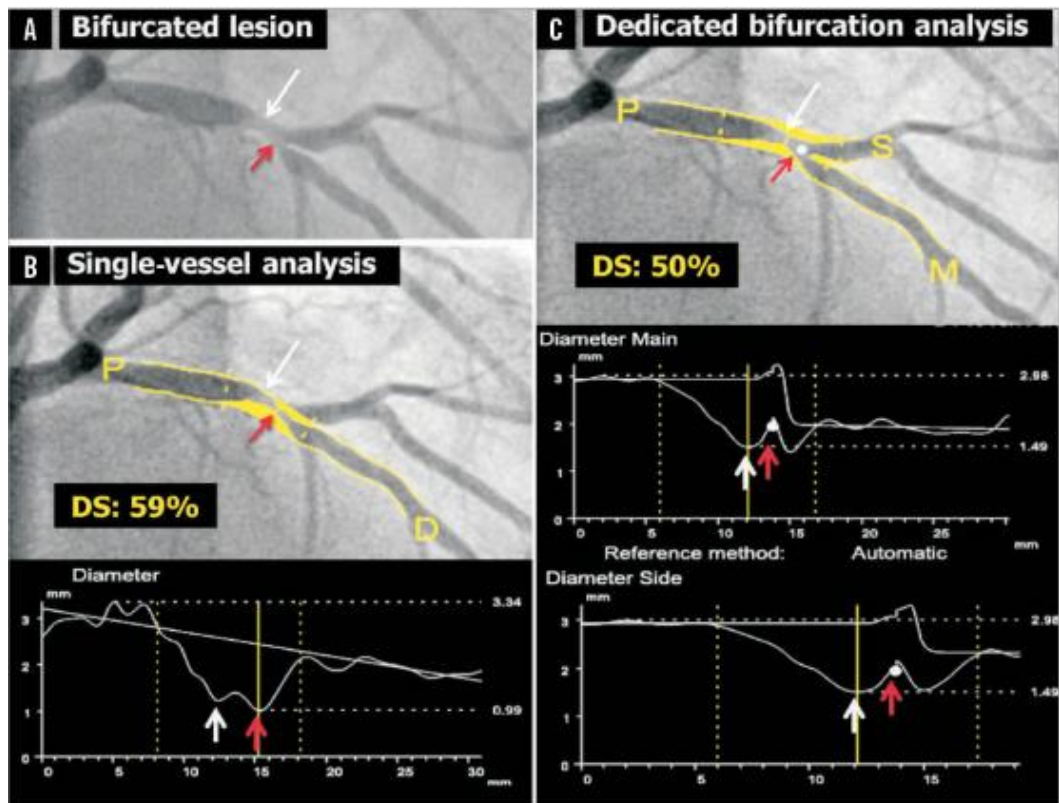 A Bifurcated lesion
B Single-vessel analysis
P
D
DS: 59%
Diameter
mm
3
2
1
0
3.34
0.99
0 5 10 15 20 25 30
C Dedicated bifurcation analysis
P
S
M
DS: 50%
Diameter Main
mm
3
2
1
0
2.98
1.49
0 5 10 15 20 25
mm
Reference method: Automatic
Diameter Side
mm
3
2
1
0
2.98
1.49
0 5 10 15